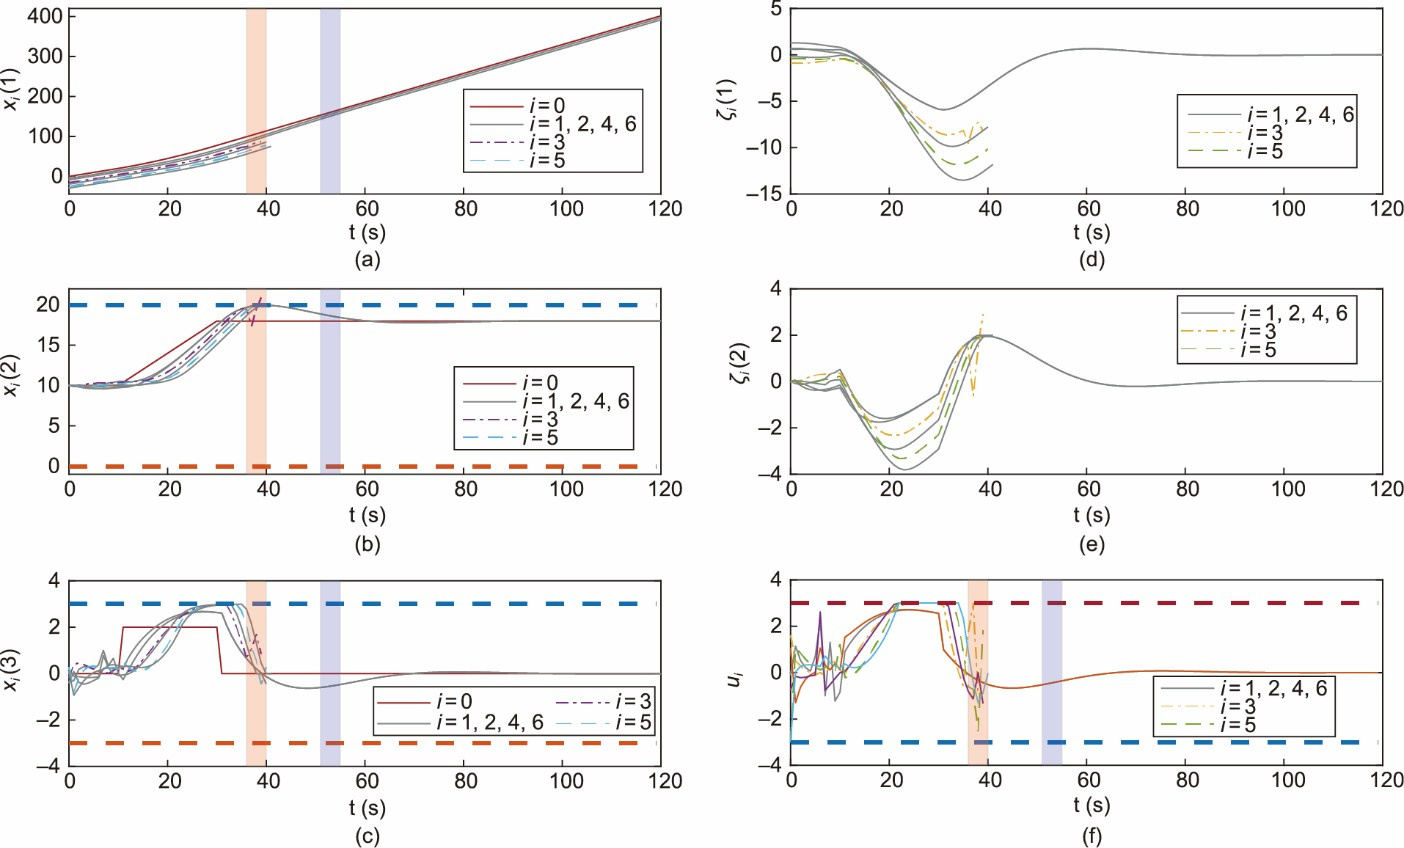 400
300
200
100
0
xᵢ(1)
i = 0
i = 1, 2, 4, 6
i = 3
i = 5
0 20 40 60 80 100 120
t (s)
(a)
5
0
–5
–10
–15
ζᵢ(1)
i = 1, 2, 4, 6
i = 3
i = 5
0 20 40 60 80 100 120
t (s)
(d)
20
15
10
5
0
xᵢ(2)
i = 0
i = 1, 2, 4, 6
i = 3
i = 5
0 20 40 60 80 100 120
t (s)
(b)
4
2
0
–2
–4
ζᵢ(2)
i = 1, 2, 4, 6
i = 3
i = 5
0 20 40 60 80 100 120
t (s)
(e)
4
2
0
–2
–4
xᵢ(3)
i = 0 i = 3
i = 1, 2, 4, 6 i = 5
0 20 40 60 80 100 120
t (s)
(c)
4
2
0
–2
–4
uᵢ
i = 1, 2, 4, 6
i = 3
i = 5
0 20 40 60 80 100 120
t (s)
(f)